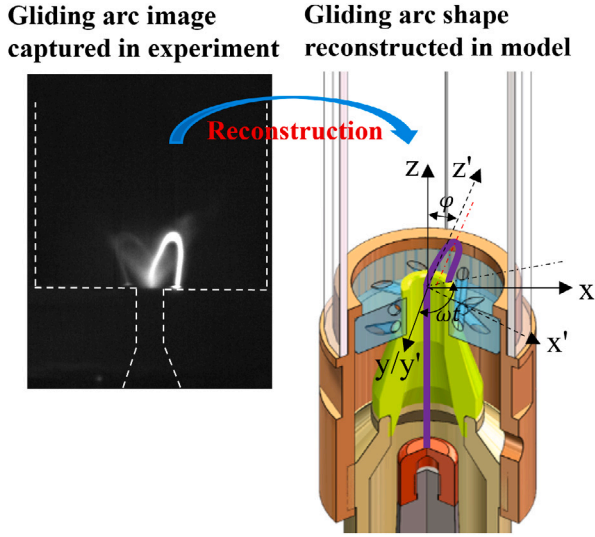 Gliding arc image
captured in experiment
Gliding arc shape
reconstructed in model
Reconstruction
z
z'
φ
x
ωt
x'
y/y'